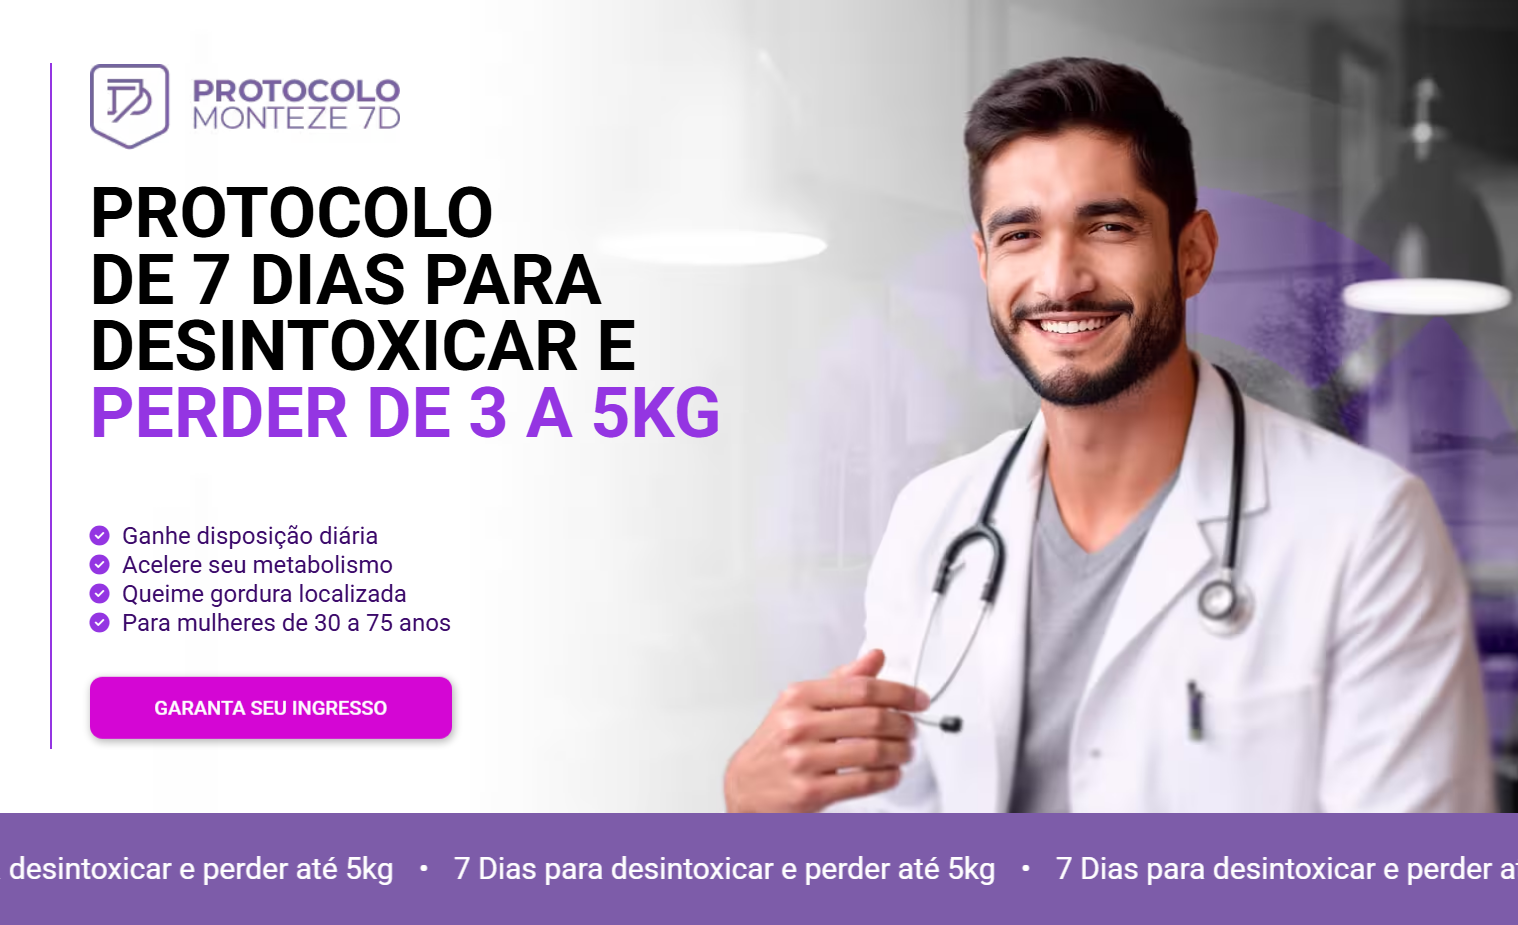 PROTOCOLO
MONTEZE 7D
PROTOCOLO
DE 7 DIAS PARA
DESINTOXICAR E
PERDER DE 3 A 5KG
Ganhe disposição diária
Acelere seu metabolismo
Queime gordura localizada
Para mulheres de 30 a 75 anos
GARANTA SEU INGRESSO
desintoxicar e perder até 5kg • 7 Dias para desintoxicar e perder até 5kg • 7 Dias para desintoxicar e perder